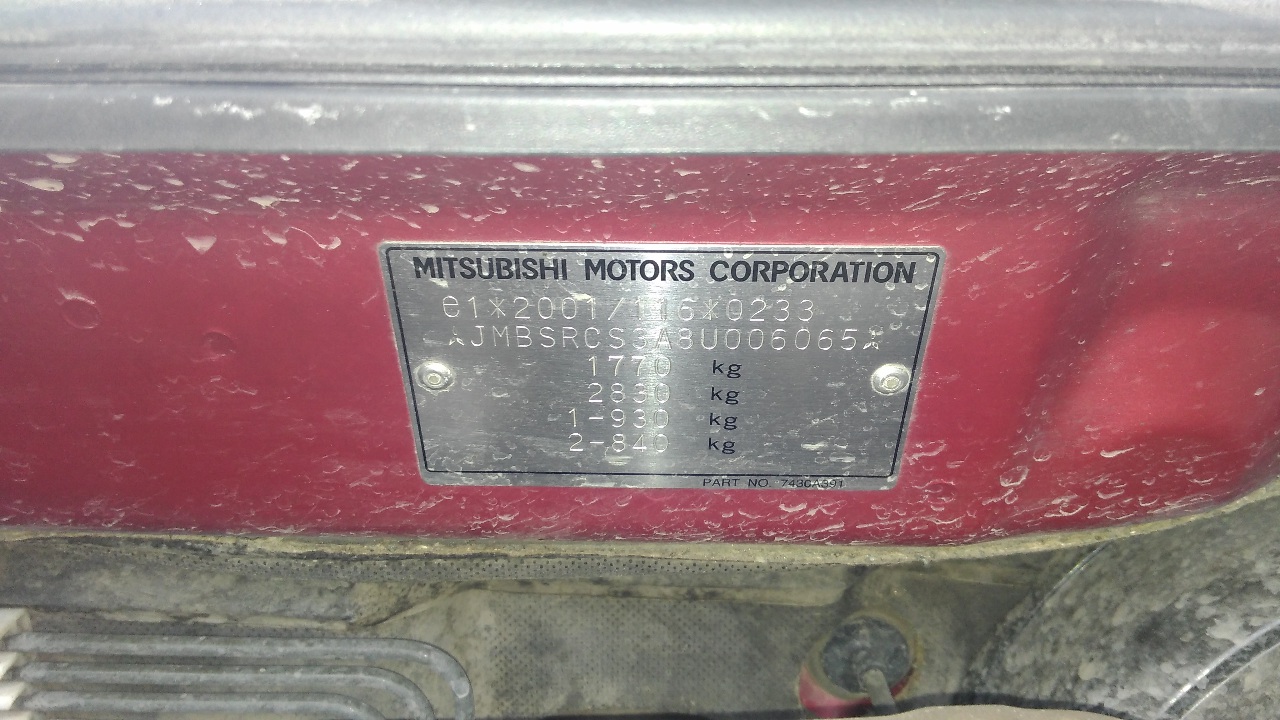 MITSUBISHI MOTORS CORPORATION
e1*2001/116*0233
*JMBSRCS3A8U006065*
1770 kg
2830 kg
1-930 kg
2-840 kg
PART NO. 7430A391